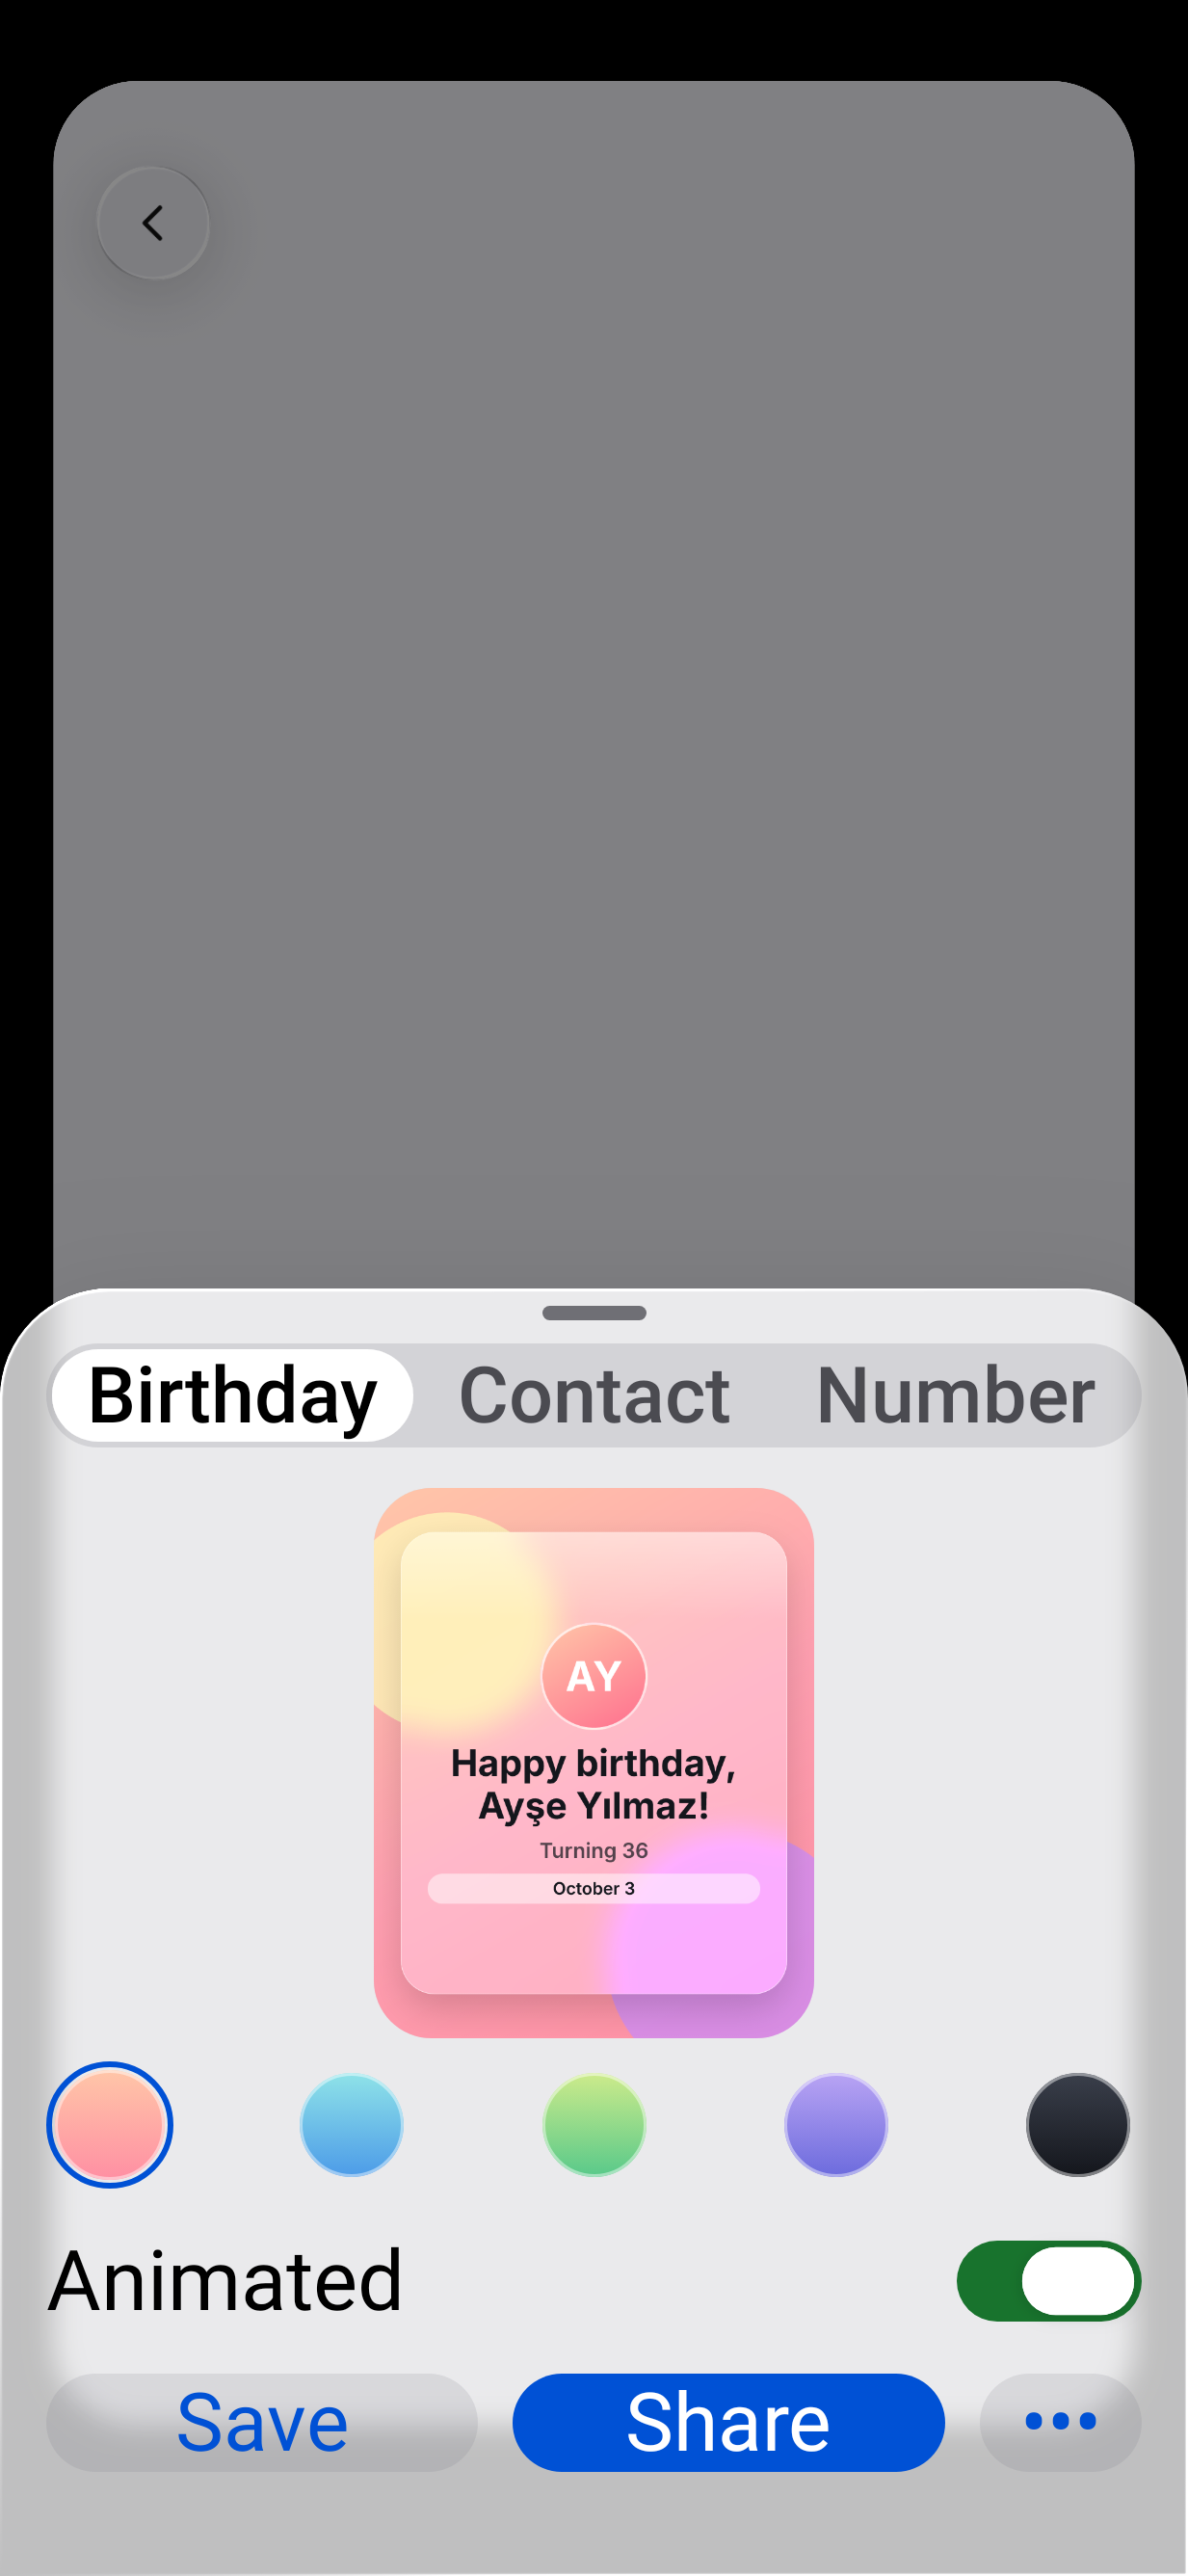 Birthday Contact Number
AY
Happy birthday,
Ayşe Yılmaz!
Turning 36
October 3
Animated
Save Share